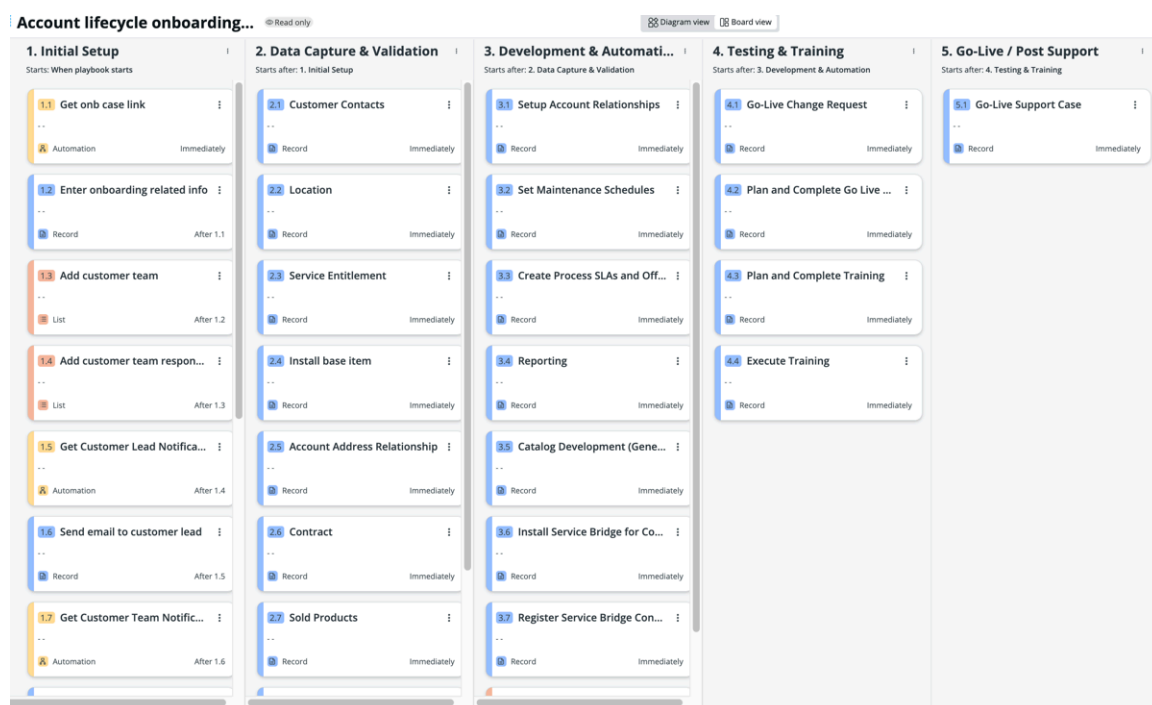 Account lifecycle onboarding...
Read only
Diagram view
Board view
1. Initial Setup
Starts: When playbook starts
1.1 Get onb case link
--
Automation Immediately
1.2 Enter onboarding related info
--
Record After 1.1
1.3 Add customer team
--
List After 1.2
1.4 Add customer team respon...
--
List After 1.3
1.5 Get Customer Lead Notifica...
--
Automation After 1.4
1.6 Send email to customer lead
--
Record After 1.5
1.7 Get Customer Team Notific...
--
Automation After 1.6
2. Data Capture & Validation
Starts after: 1. Initial Setup
2.1 Customer Contacts
--
Record Immediately
2.2 Location
--
Record Immediately
2.3 Service Entitlement
--
Record Immediately
2.4 Install base item
--
Record Immediately
2.5 Account Address Relationship
--
Record Immediately
2.6 Contract
--
Record Immediately
2.7 Sold Products
--
Record Immediately
3. Development & Automati...
Starts after: 2. Data Capture & Validation
3.1 Setup Account Relationships
--
Record Immediately
3.2 Set Maintenance Schedules
--
Record Immediately
3.3 Create Process SLAs and Off...
--
Record Immediately
3.4 Reporting
--
Record Immediately
3.5 Catalog Development (Gene...
--
Record Immediately
3.6 Install Service Bridge for Co...
--
Record Immediately
3.7 Register Service Bridge Con...
--
Record Immediately
4. Testing & Training
Starts after: 3. Development & Automation
4.1 Go-Live Change Request
--
Record Immediately
4.2 Plan and Complete Go Live ...
--
Record Immediately
4.3 Plan and Complete Training
--
Record Immediately
4.4 Execute Training
--
Record Immediately
5. Go-Live / Post Support
Starts after: 4. Testing & Training
5.1 Go-Live Support Case
--
Record Immediately